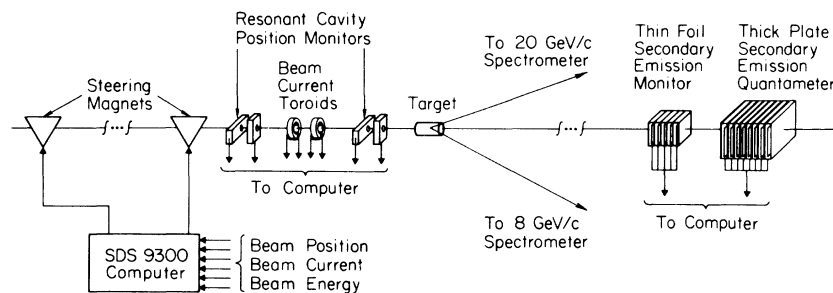 Resonant Cavity
Position Monitors
Steering
Magnets
Beam
Current
Toroids
Target
To 20 GeV/c
Spectrometer
Thin Foil
Secondary
Emission
Monitor
Thick Plate
Secondary
Emission
Quantameter
To Computer
To 8 GeV/c
Spectrometer
To Computer
SDS 9300
Computer
Beam Position
Beam Current
Beam Energy